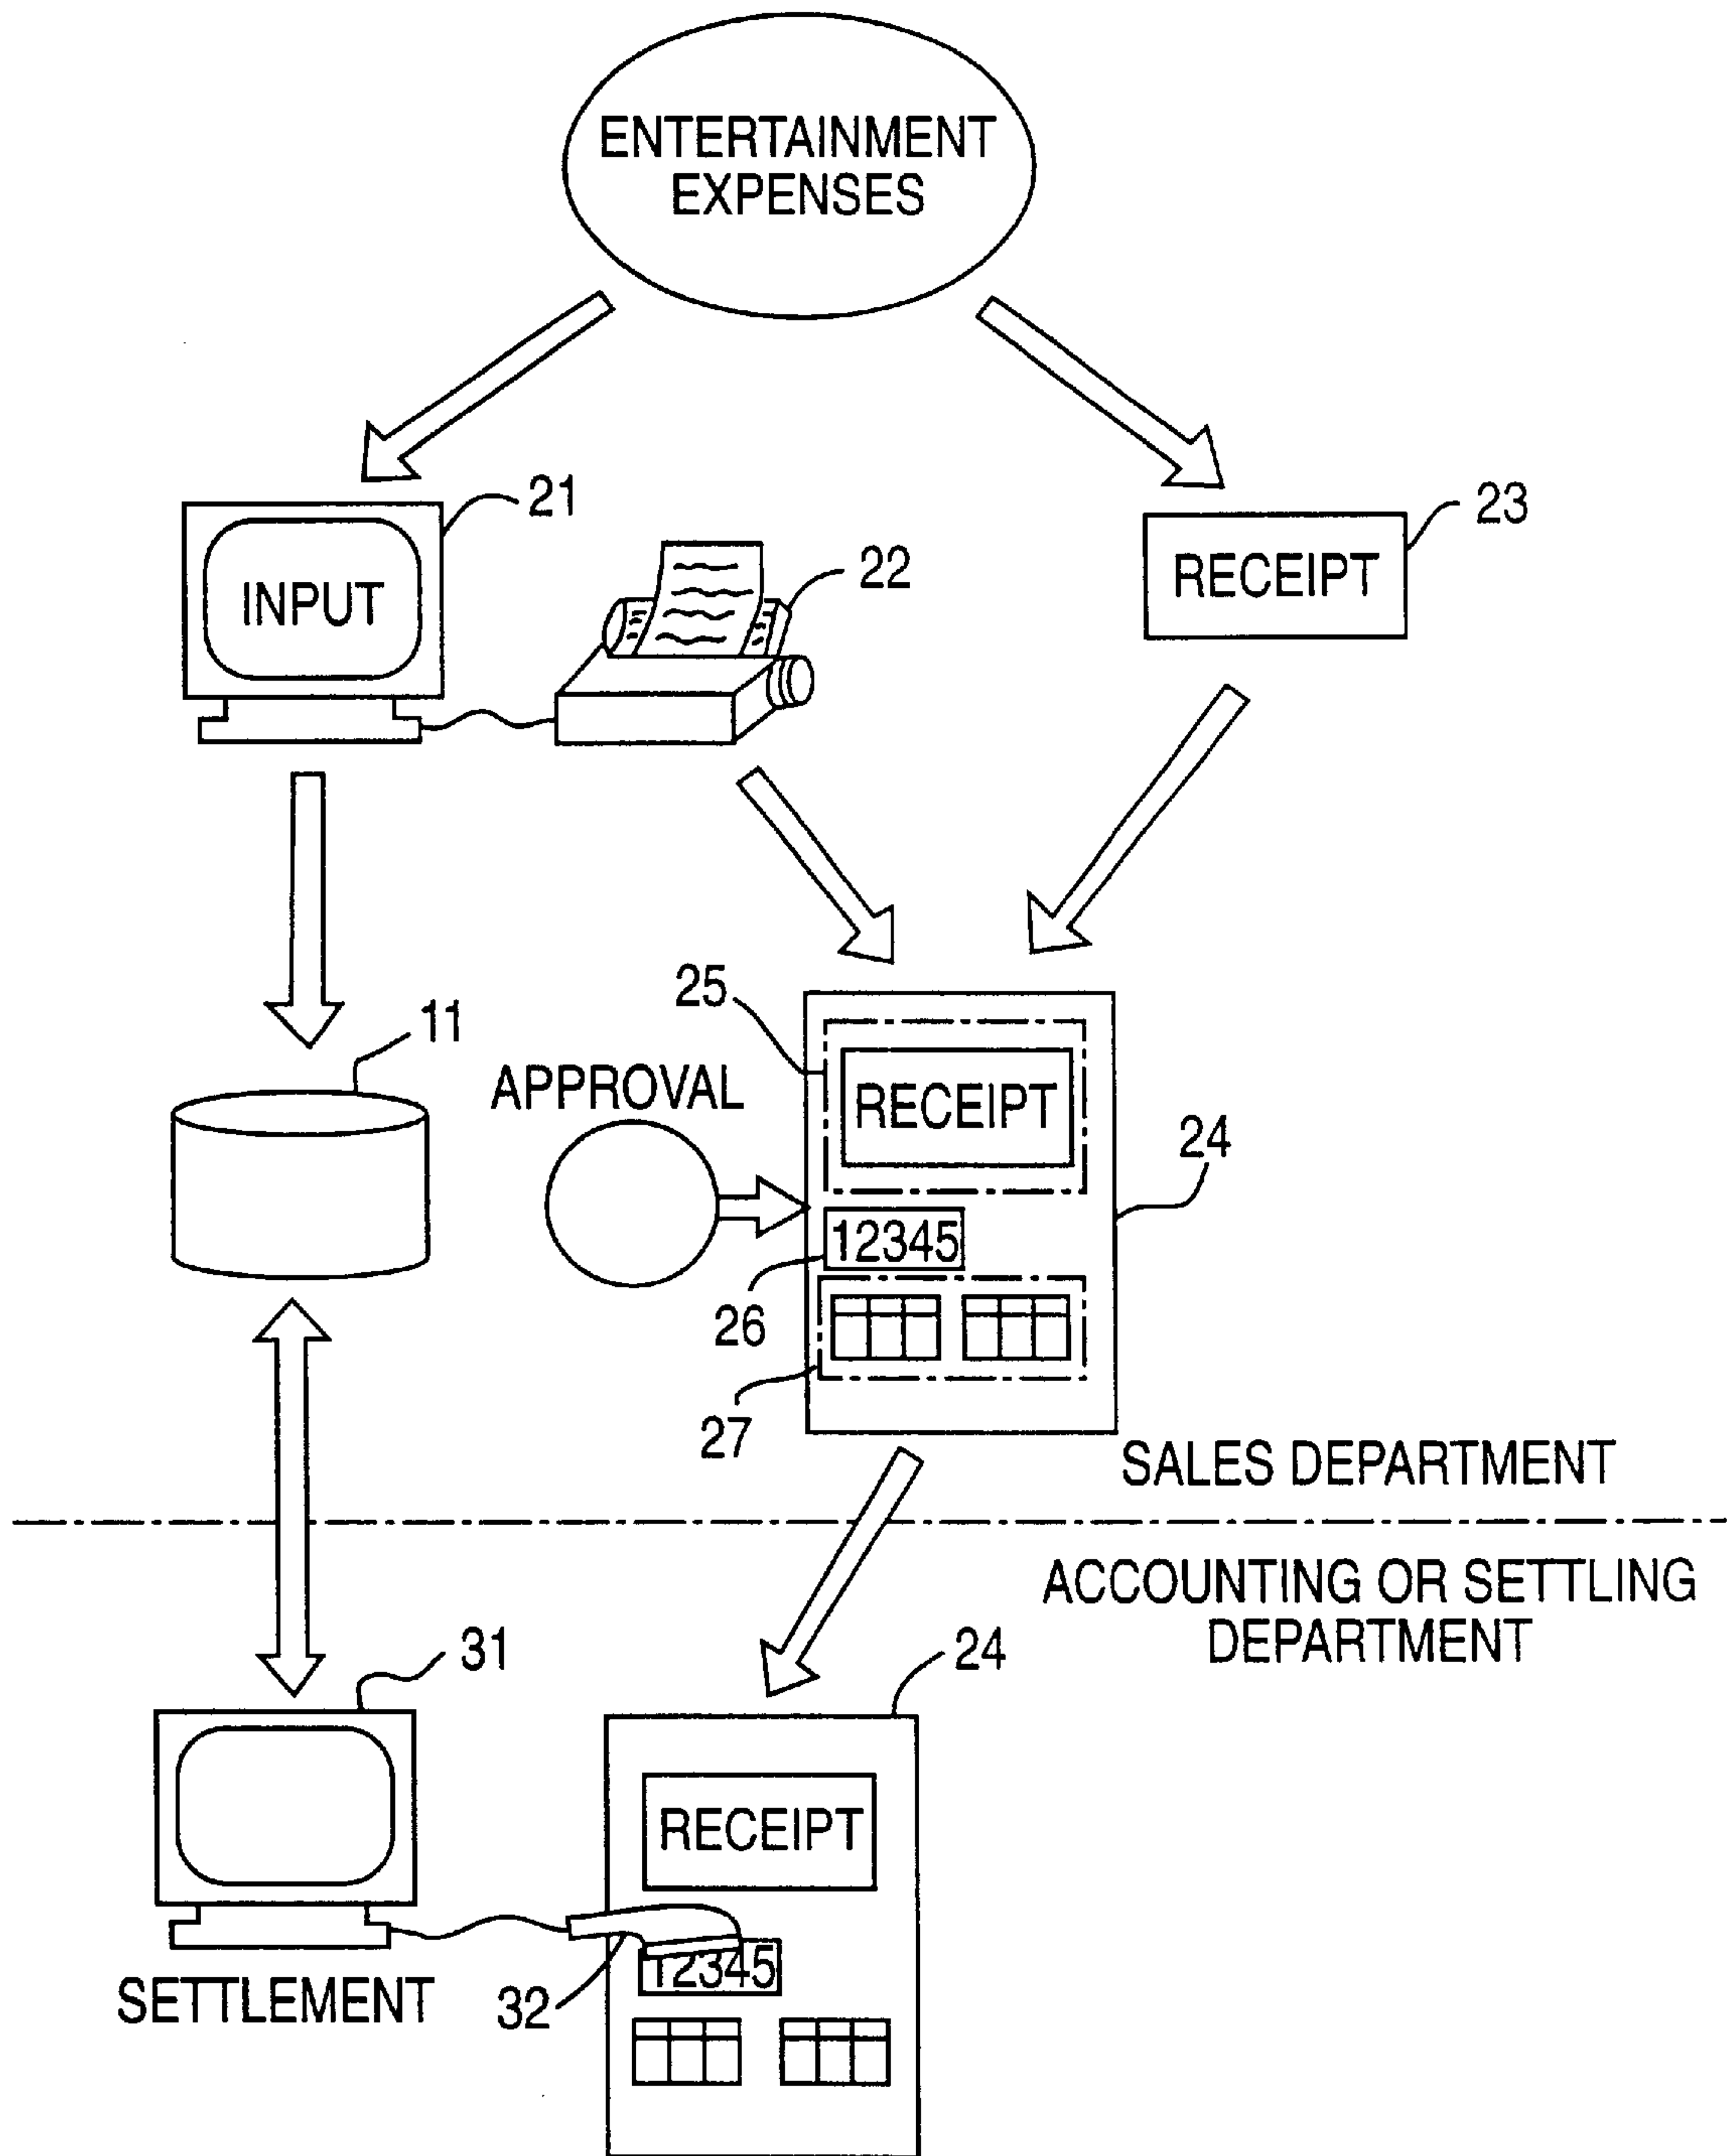 ENTERTAINMENT
EXPENSES
21
INPUT
22
23
RECEIPT
11
APPROVAL
25
RECEIPT
24
12345
26
27
SALES DEPARTMENT
ACCOUNTING OR SETTLING
DEPARTMENT
31
24
RECEIPT
12345
32
SETTLEMENT